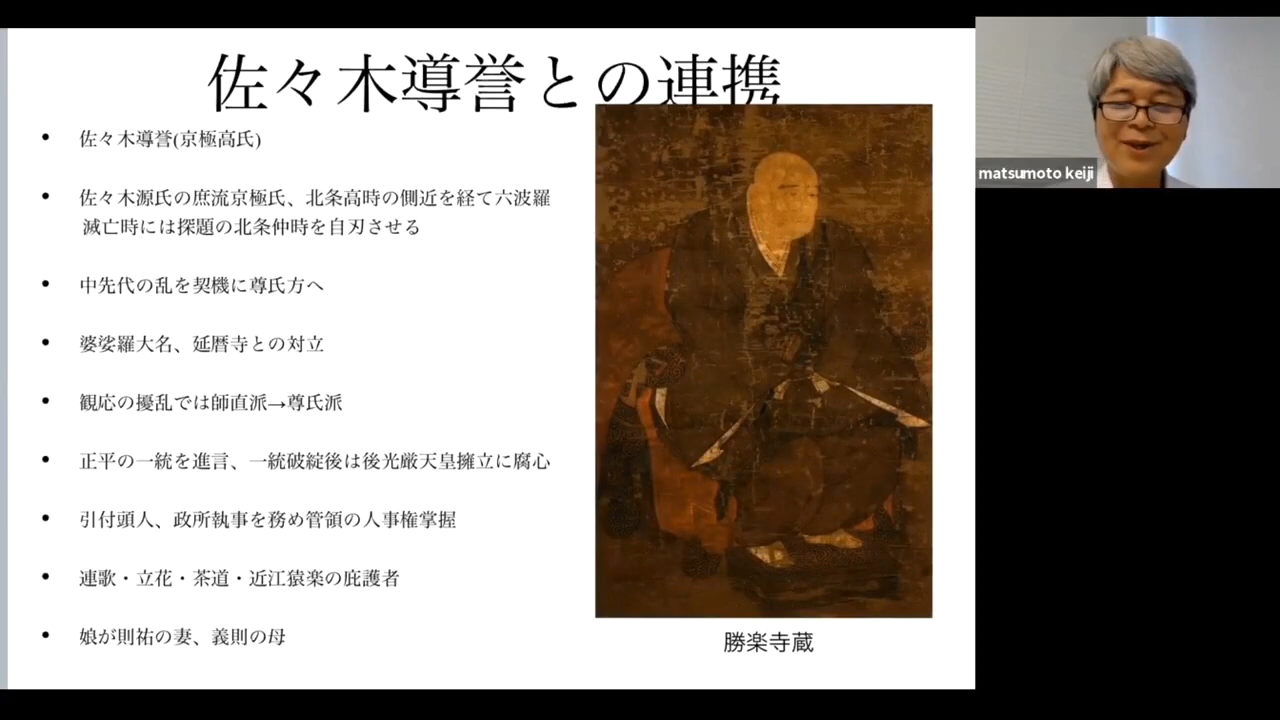 佐々木導誉との連携
• 佐々木導誉(京極高氏)
• 佐々木源氏の庶流京極氏、北条高時の側近を経て六波羅
滅亡時には探題の北条仲時を自刃させる
• 中先代の乱を契機に尊氏方へ
• 婆娑羅大名、延暦寺との対立
• 観応の擾乱では師直派→尊氏派
• 正平の一統を進言、一統破綻後は後光厳天皇擁立に腐心
• 引付頭人、政所執事を務め管領の人事権掌握
• 連歌・立花・茶道・近江猿楽の庇護者
• 娘が則祐の妻、義則の母
勝楽寺蔵
matsumoto keiji